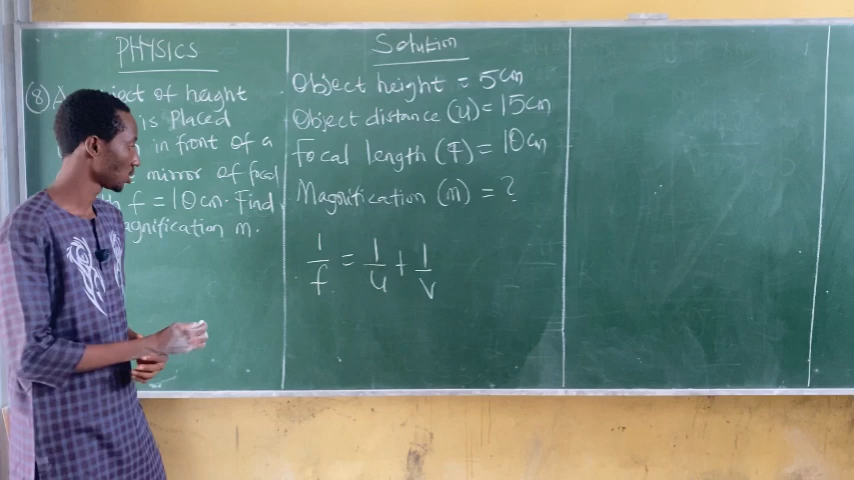 PHYSICS
(8) A ject of height
is Placed
in front of a
mirror of focal
f = 10cm. Find
agnification m.
Solution
Object height = 5cm
Object distance (u) = 15cm
Focal length (F) = 10cm
Magnification (m) = ?
1/f = 1/u + 1/v